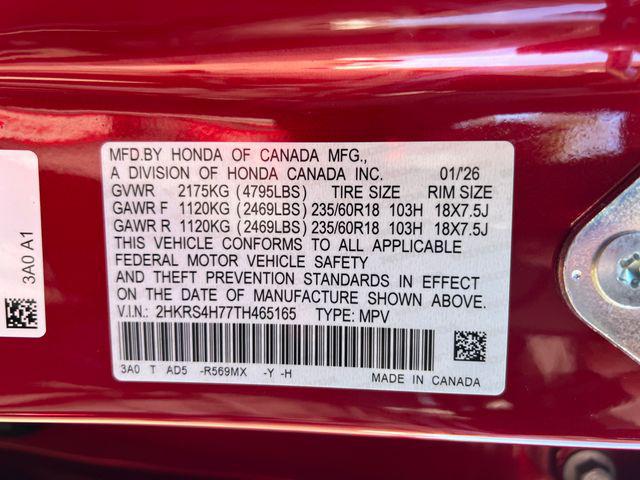 MFD.BY HONDA OF CANADA MFG.,
A DIVISION OF HONDA CANADA INC. 01/'26
GVWR 2175KG (4795LBS) TIRE SIZE RIM SIZE
GAWR F 1120KG (2469LBS) 235/60R18 103H 18X7.5J
GAWR R 1120KG (2469LBS) 235/60R18 103H 18X7.5J
THIS VEHICLE CONFORMS TO ALL APPLICABLE
FEDERAL MOTOR VEHICLE SAFETY
AND THEFT PREVENTION STANDARDS IN EFFECT
ON THE DATE OF MANUFACTURE SHOWN ABOVE.
V.I.N.: 2HKRS4H77TH465165 TYPE: MPV
3A0 T AD5 -R569MX -Y -H
MADE IN CANADA
3A0 A1